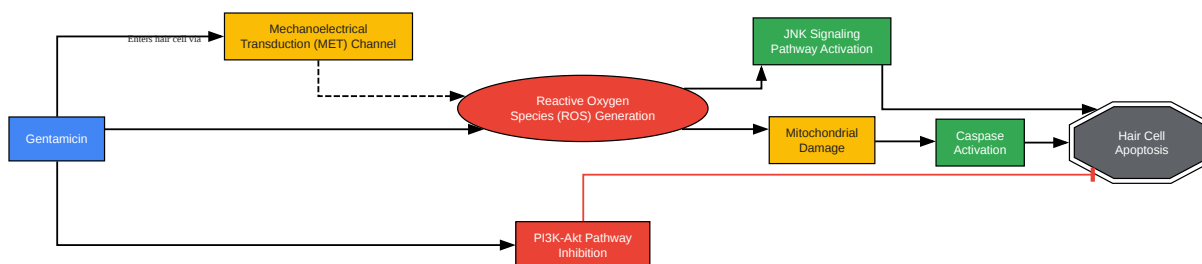 Mechanoelectrical
Transduction (MET) Channel
Enters hair cell via
JNK Signaling
Pathway Activation
Reactive Oxygen
Species (ROS) Generation
Gentamicin
Mitochondrial
Damage
Caspase
Activation
Hair Cell
Apoptosis
PI3K-Akt Pathway
Inhibition